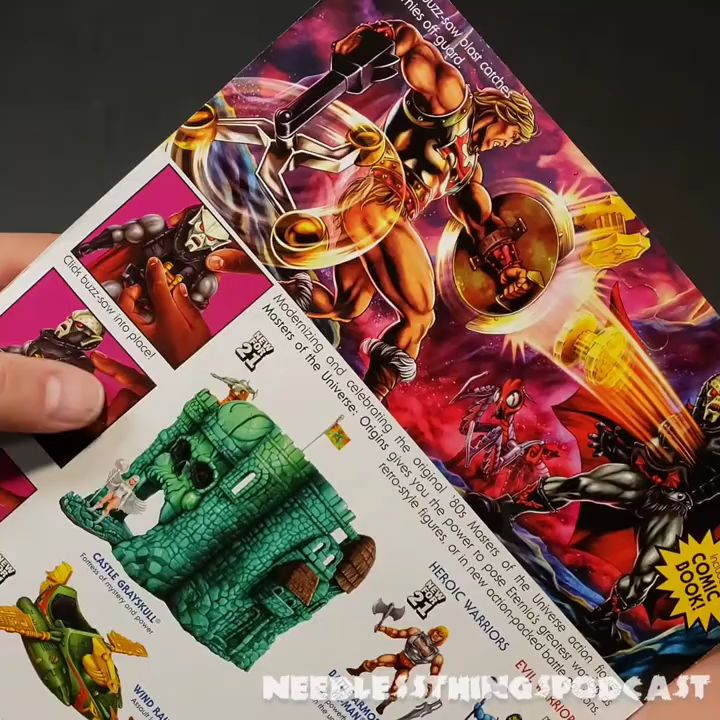 buzz-saw blast catches
off-guard.
Click buzz-saw into place!
Modernizing and celebrating the original '80s Masters of the Universe action
Masters of the Universe: Origins gives you the power to pose Eternia's greatest
retro-style figures, or in new action-packed battle
NEW FOR
21
CASTLE GRAYSKULL®
Fortress of mystery and power
WIND
Assault
HEROIC WARRIORS
NEW FOR
21
EVIL
COMIC
BOOK!
NEEDLESSTHINGSPODCAST